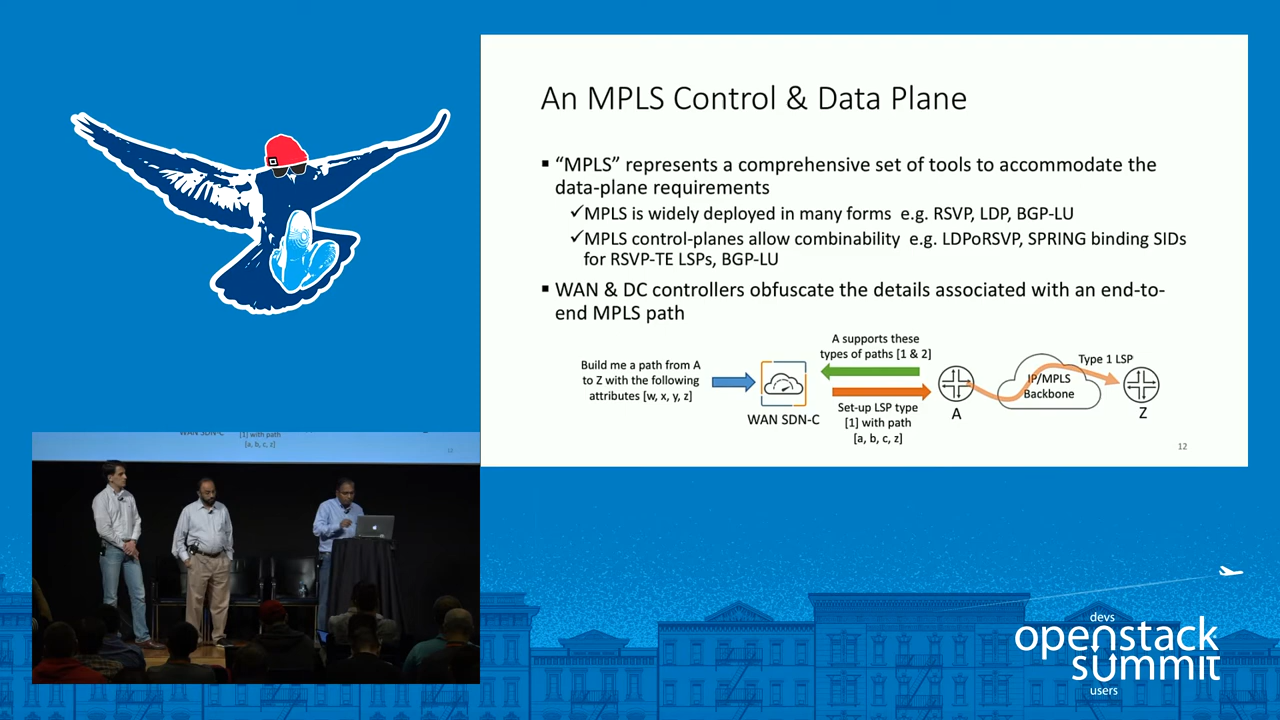 An MPLS Control & Data Plane
▪ “MPLS” represents a comprehensive set of tools to accommodate the
data-plane requirements
✓MPLS is widely deployed in many forms e.g. RSVP, LDP, BGP-LU
✓MPLS control-planes allow combinability e.g. LDPoRSVP, SPRING binding SIDs
for RSVP-TE LSPs, BGP-LU
▪ WAN & DC controllers obfuscate the details associated with an end-to-
end MPLS path
Build me a path from A
to Z with the following
attributes [w, x, y, z]
WAN SDN-C
A supports these
types of paths [1 & 2]
Set-up LSP type
[1] with path
[a, b, c, z]
A
IP/MPLS
Backbone
Type 1 LSP
Z
12
[1] with path
[a, b, c, z]
12
devs
openstack
summit
users